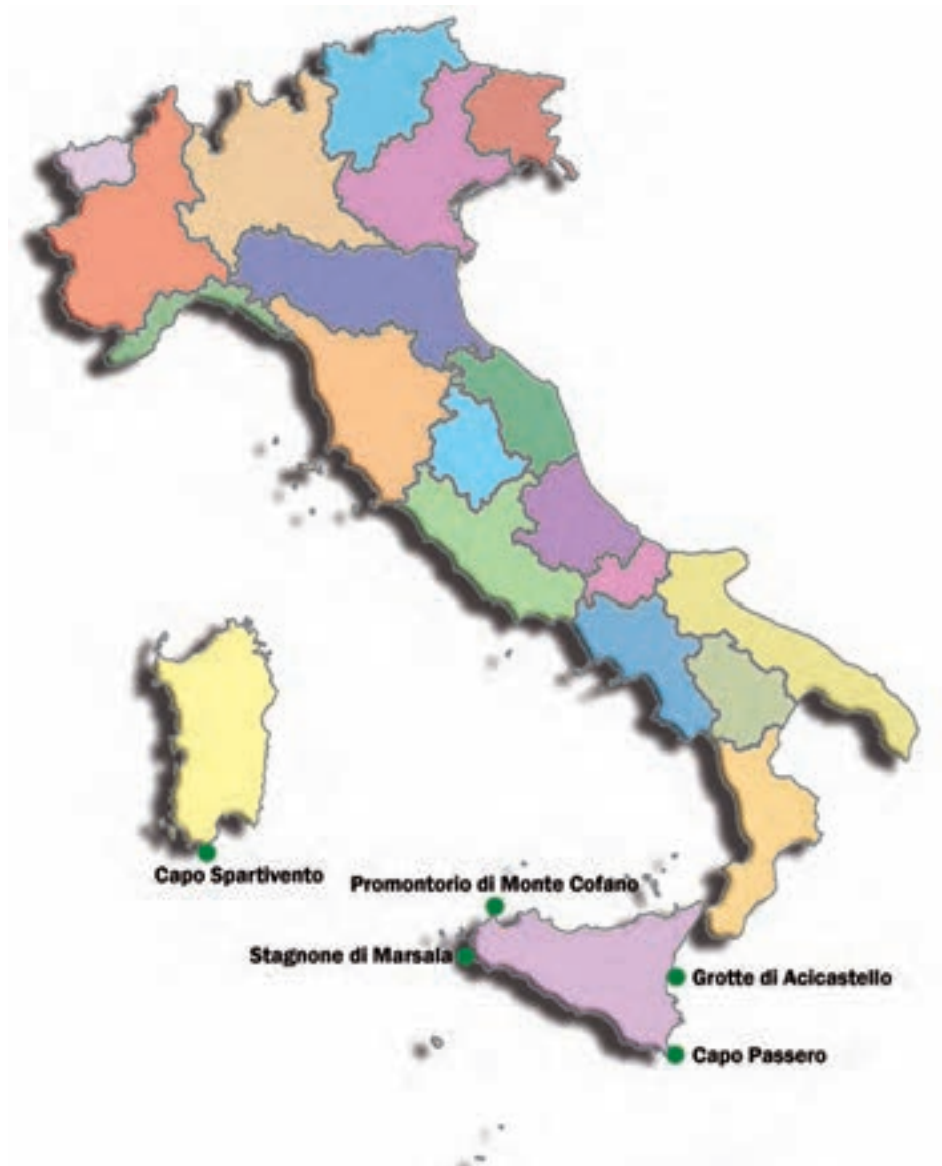 Capo Spartivento
Promontorio di Monte Cofano
Stagnone di Marsala
Grotte di Acicastello
Capo Passero